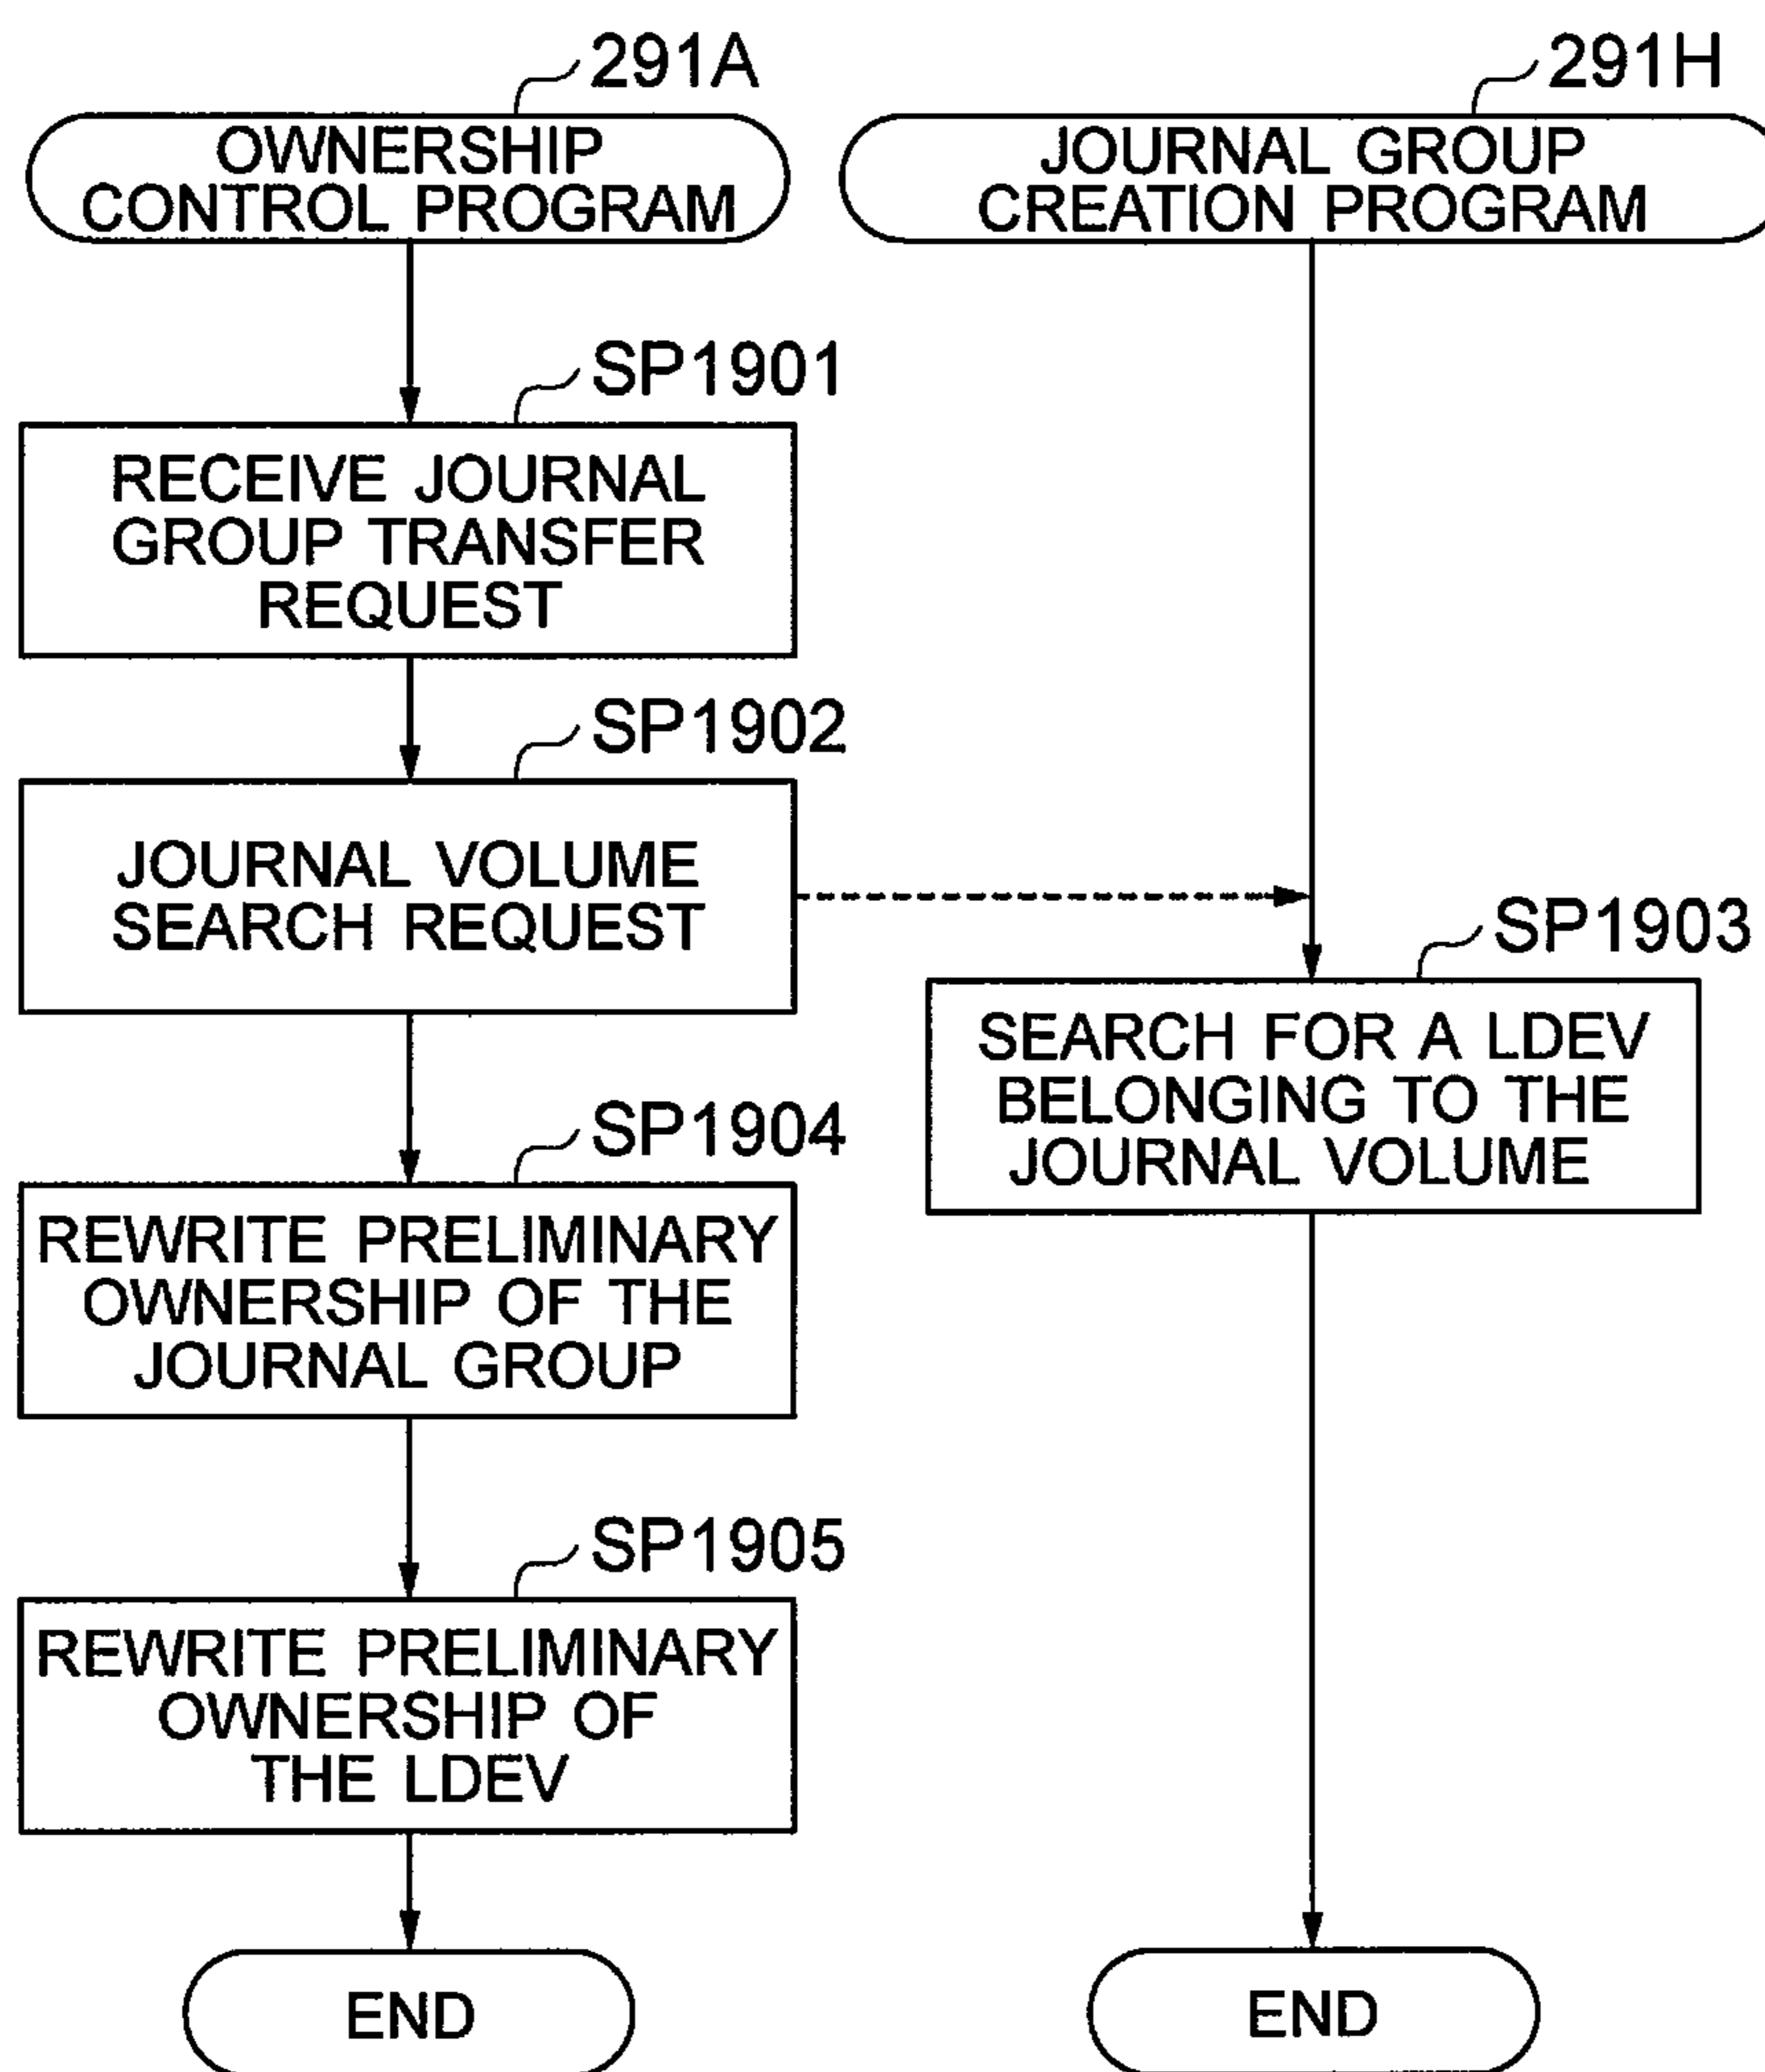 291A
OWNERSHIP
CONTROL PROGRAM
SP1901
RECEIVE JOURNAL
GROUP TRANSFER
REQUEST
SP1902
JOURNAL VOLUME
SEARCH REQUEST
SP1904
REWRITE PRELIMINARY
OWNERSHIP OF THE
JOURNAL GROUP
SP1905
REWRITE PRELIMINARY
OWNERSHIP OF
THE LDEV
END
291H
JOURNAL GROUP
CREATION PROGRAM
SP1903
SEARCH FOR A LDEV
BELONGING TO THE
JOURNAL VOLUME
END